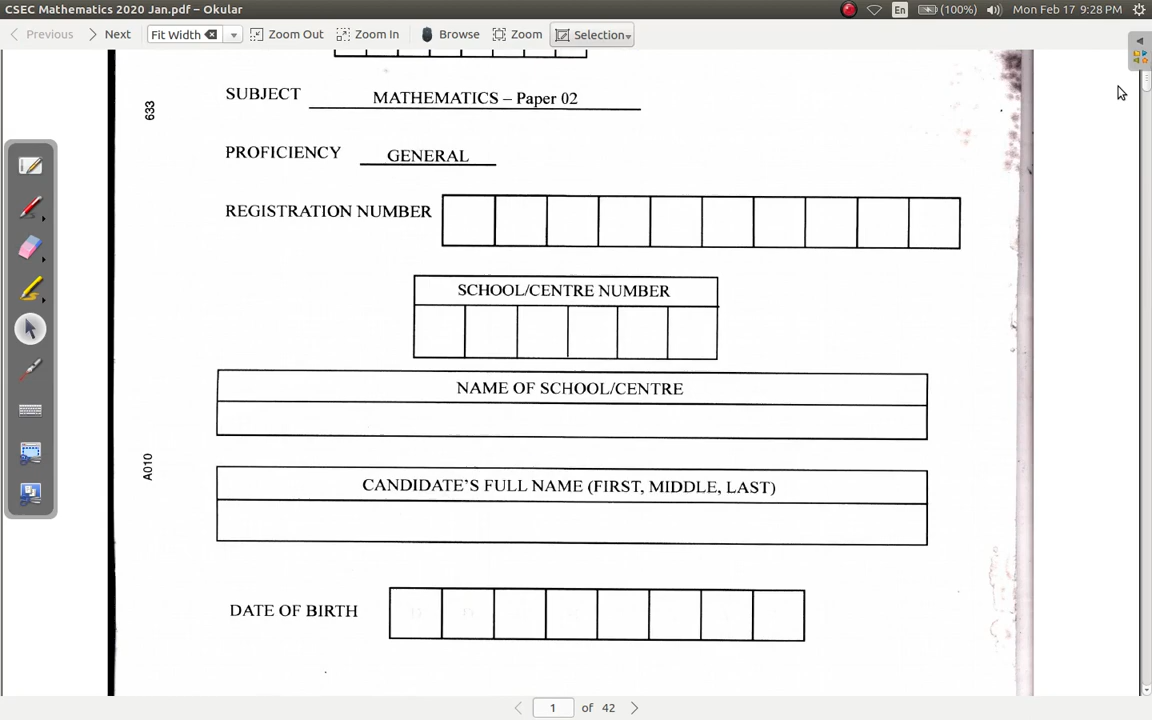 CSEC Mathematics 2020 Jan.pdf – Okular
En (100%) Mon Feb 17 9:28 PM
Previous Next Fit Width Zoom Out Zoom In Browse Zoom Selection
SUBJECT MATHEMATICS – Paper 02
633
PROFICIENCY GENERAL
REGISTRATION NUMBER
SCHOOL/CENTRE NUMBER
NAME OF SCHOOL/CENTRE
A010
CANDIDATE'S FULL NAME (FIRST, MIDDLE, LAST)
DATE OF BIRTH
1 of 42